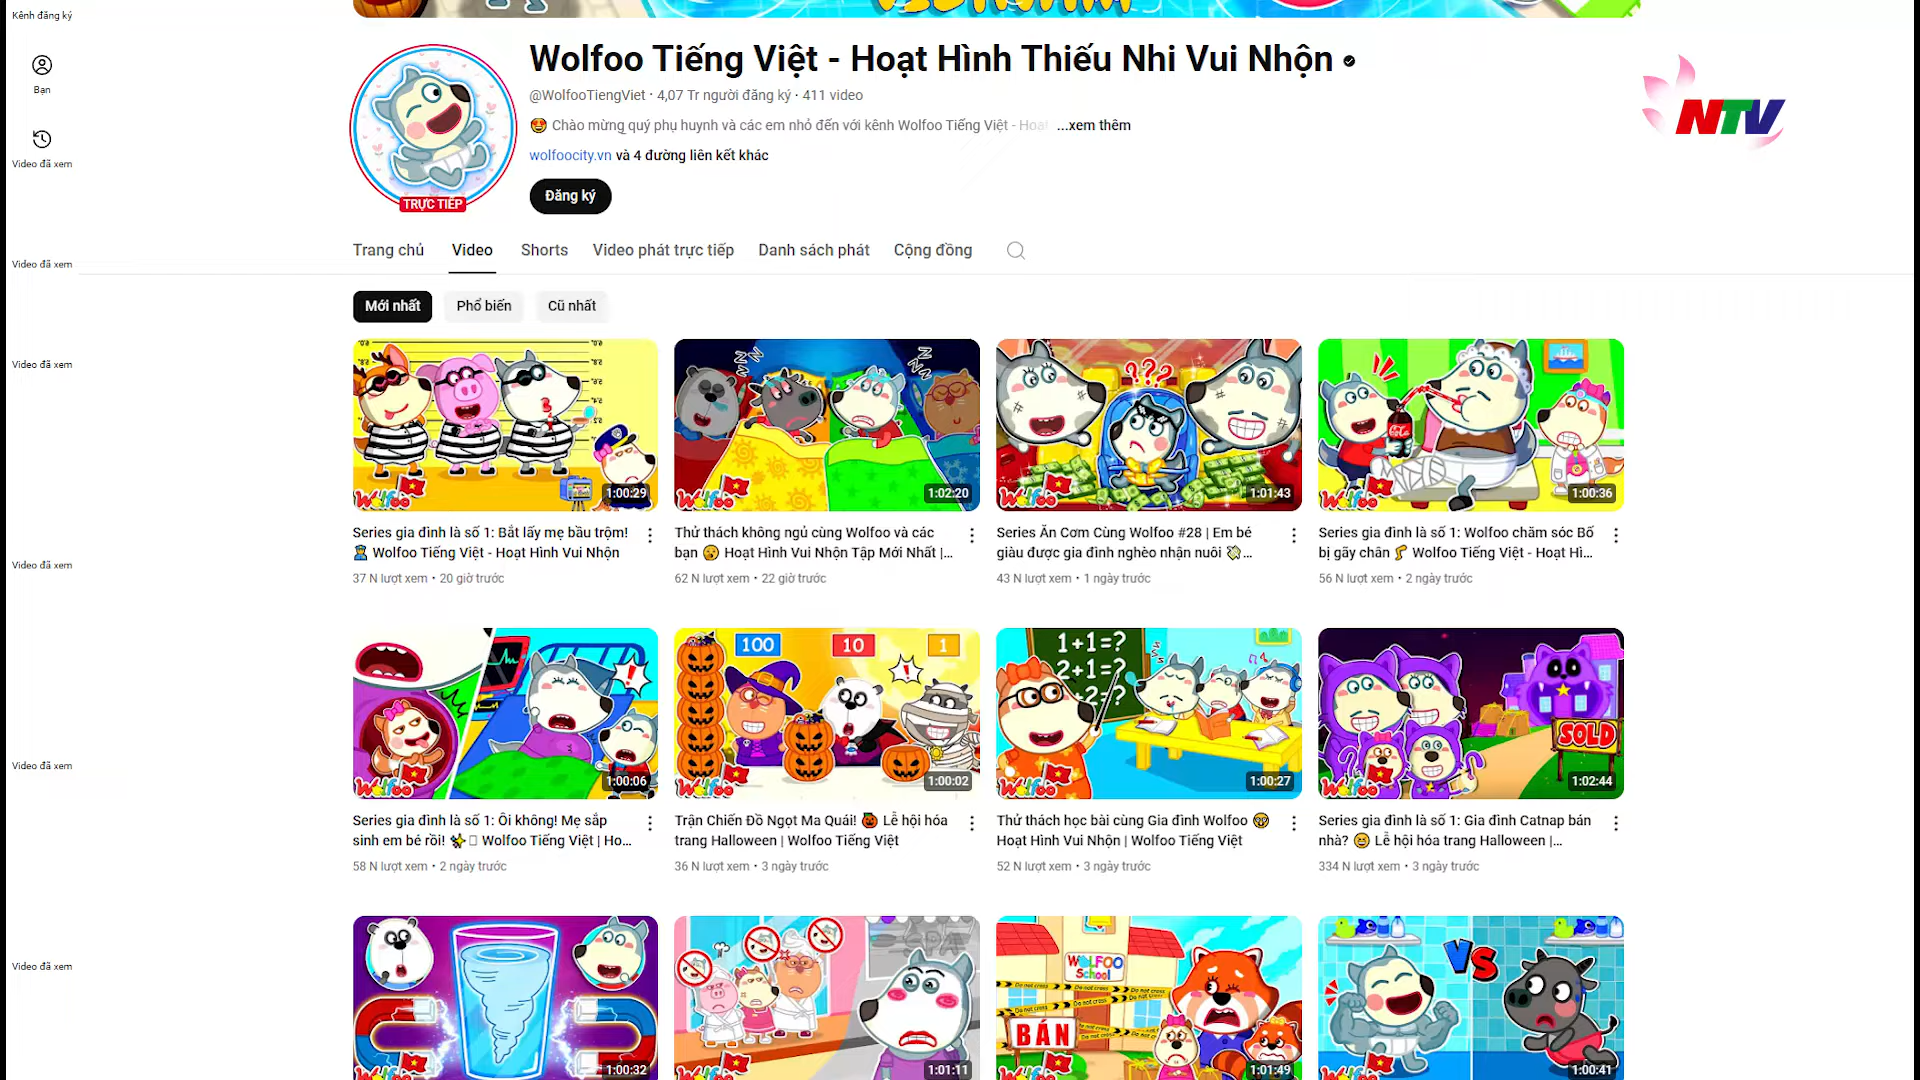 Kênh đăng ký
Bạn
Video đã xem
Video đã xem
Video đã xem
Video đã xem
Video đã xem
Video đã xem
NTV
Wolfoo Tiếng Việt - Hoạt Hình Thiếu Nhi Vui Nhộn
@WolfooTiengViet · 4,07 Tr người đăng ký · 411 video
😍 Chào mừng quý phụ huynh và các em nhỏ đến với kênh Wolfoo Tiếng Việt - Hoạt ...xem thêm
wolfoocity.vn và 4 đường liên kết khác
TRỰC TIẾP
Đăng ký
Trang chủ Video Shorts Video phát trực tiếp Danh sách phát Cộng đồng
Mới nhất Phổ biến Cũ nhất
Wolfoo 1:00:29
Wolfoo 1:02:20
??? Wolfoo 1:01:43
Wolfoo 1:00:36
Series gia đình là số 1: Bắt lấy mẹ bầu trộm!
Wolfoo Tiếng Việt - Hoạt Hình Vui Nhộn
37 N lượt xem • 20 giờ trước
Thử thách không ngủ cùng Wolfoo và các
bạn 😴 Hoạt Hình Vui Nhộn Tập Mới Nhất |...
62 N lượt xem • 22 giờ trước
Series Ăn Cơm Cùng Wolfoo #28 | Em bé
giàu được gia đình nghèo nhận nuôi 💸...
43 N lượt xem • 1 ngày trước
Series gia đình là số 1: Wolfoo chăm sóc Bố
bị gãy chân 🦵 Wolfoo Tiếng Việt - Hoạt Hì...
56 N lượt xem • 2 ngày trước
Wolfoo 1:00:06
100 10 1
Wolfoo 1:00:02
1+1=?
2+1=?
+2=?
Wolfoo 1:00:27
SOLD
Wolfoo 1:02:44
Series gia đình là số 1: Ôi không! Mẹ sắp
sinh em bé rồi! ✨ Wolfoo Tiếng Việt | Ho...
58 N lượt xem • 2 ngày trước
Trận Chiến Đồ Ngọt Ma Quái! 🎃 Lễ hội hóa
trang Halloween | Wolfoo Tiếng Việt
36 N lượt xem • 3 ngày trước
Thử thách học bài cùng Gia đình Wolfoo 🤓
Hoạt Hình Vui Nhộn | Wolfoo Tiếng Việt
52 N lượt xem • 3 ngày trước
Series gia đình là số 1: Gia đình Catnap bán
nhà? 😄 Lễ hội hóa trang Halloween |...
334 N lượt xem • 3 ngày trước
1:00:32
1:01:11
WOLFOO
School
Do not cross
BÁN
1:01:49
VS
1:00:41